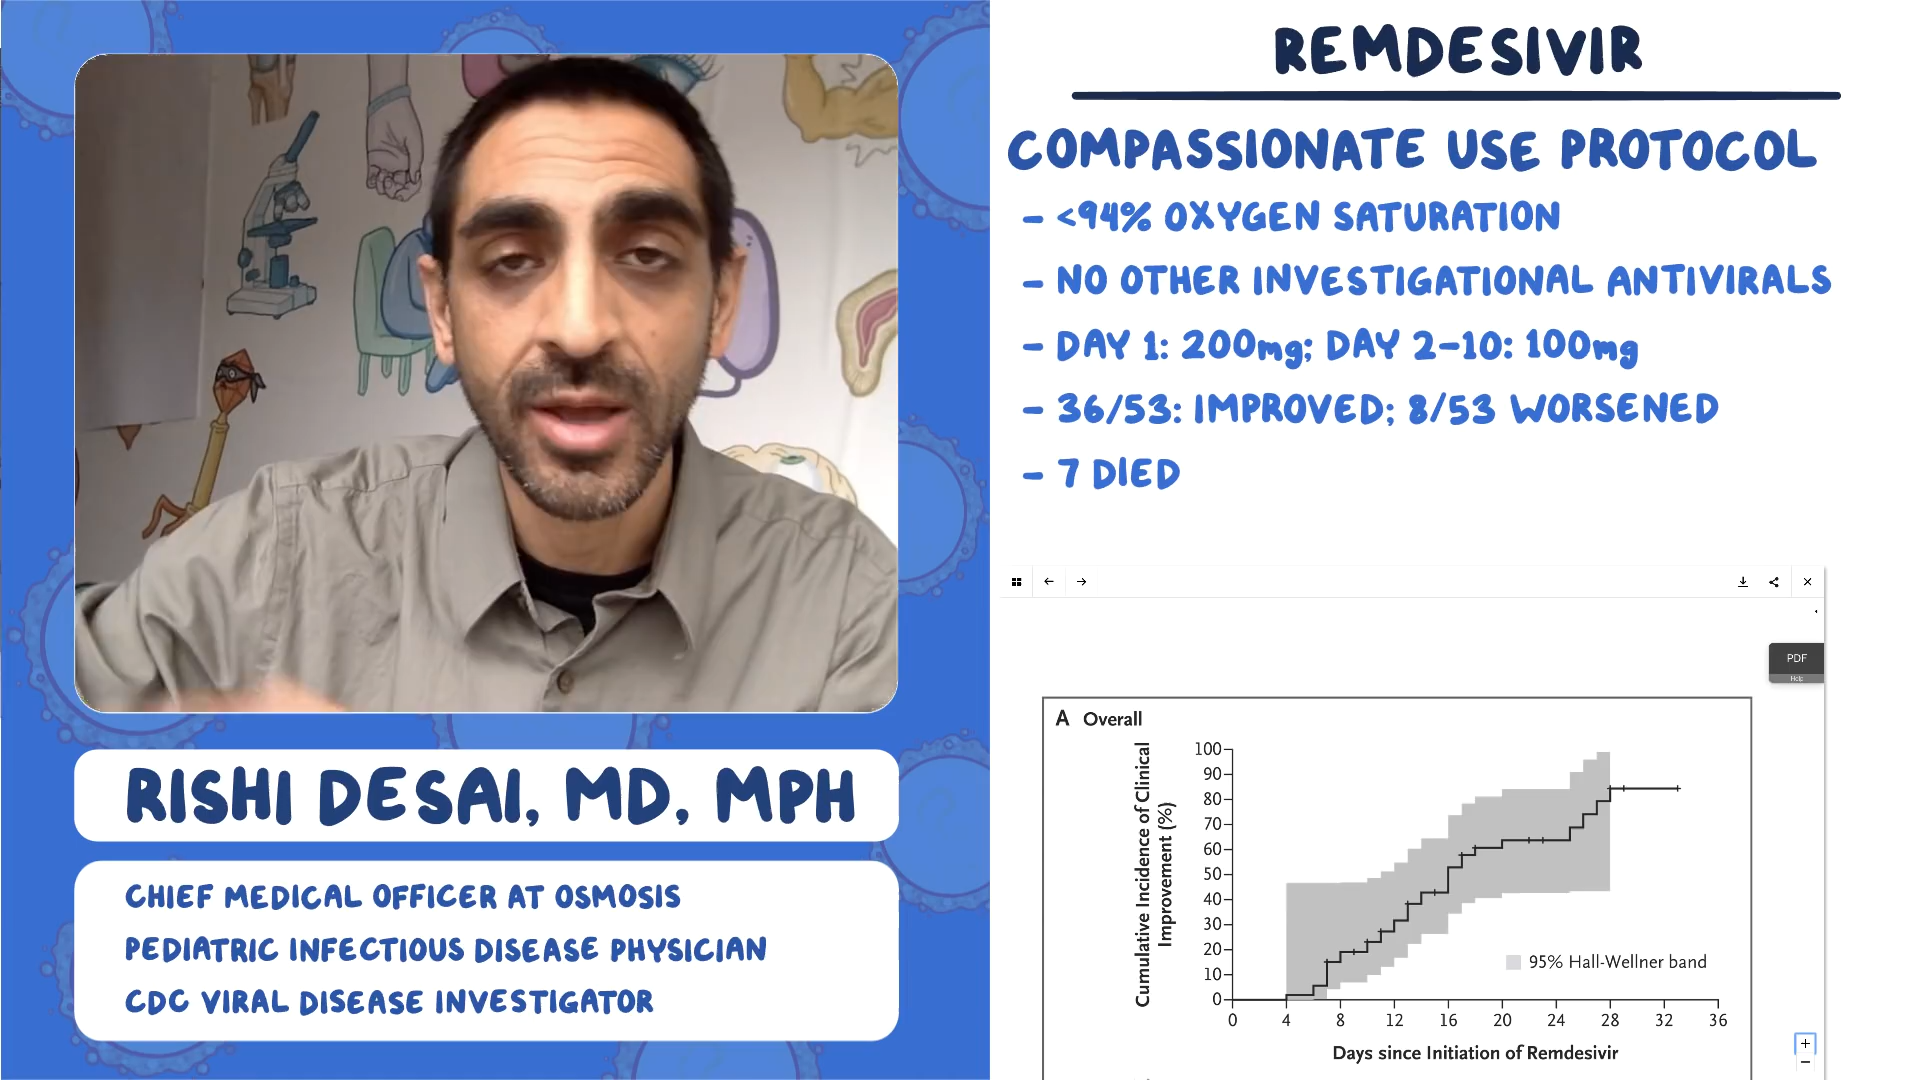 REMDESIVIR
COMPASSIONATE USE PROTOCOL
- <94% OXYGEN SATURATION
- NO OTHER INVESTIGATIONAL ANTIVIRALS
- DAY 1: 200mg; DAY 2-10: 100mg
- 36/53: IMPROVED; 8/53 WORSENED
- 7 DIED
RISHI DESAI, MD, MPH
CHIEF MEDICAL OFFICER AT OSMOSIS
PEDIATRIC INFECTIOUS DISEASE PHYSICIAN
CDC VIRAL DISEASE INVESTIGATOR
PDF
Help
A Overall
Cumulative Incidence of Clinical
Improvement (%)
100
90
80
70
60
50
40
30
20
10
0
95% Hall-Wellner band
0 4 8 12 16 20 24 28 32 36
Days since Initiation of Remdesivir
+
−